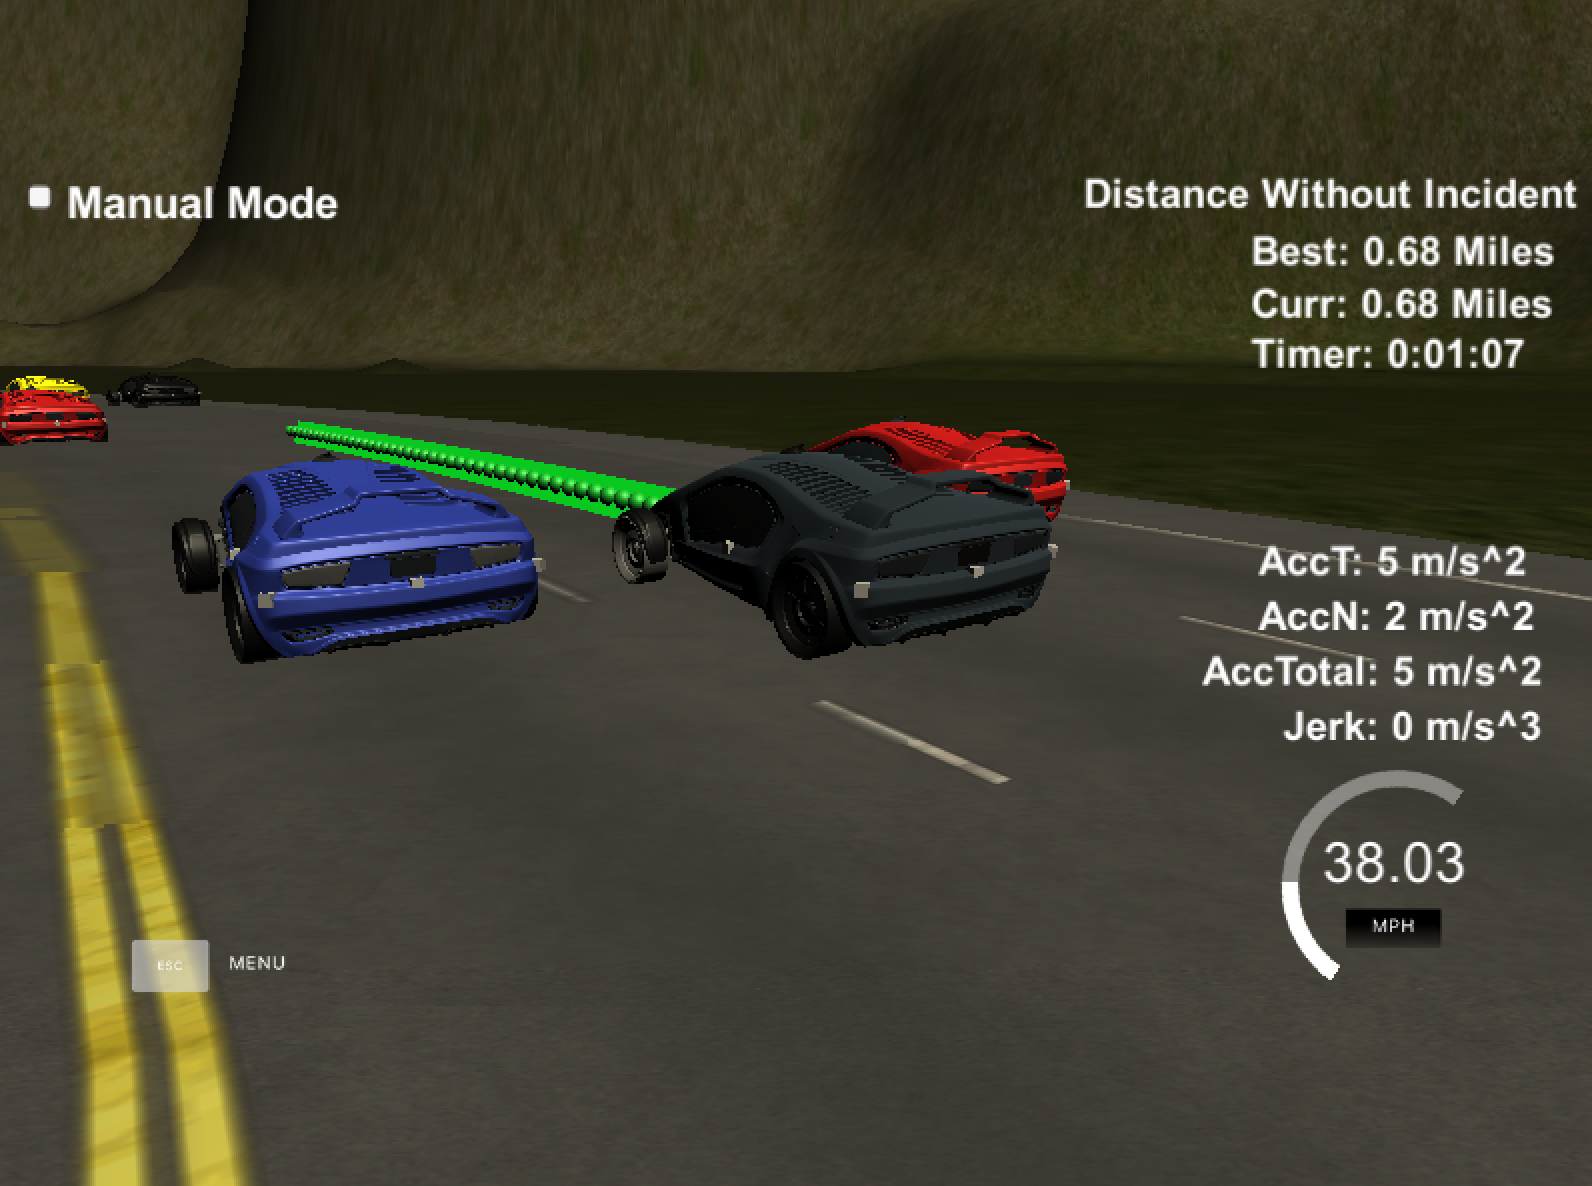 Manual Mode
Distance Without Incident
Best: 0.68 Miles
Curr: 0.68 Miles
Timer: 0:01:07
AccT: 5 m/s^2
AccN: 2 m/s^2
AccTotal: 5 m/s^2
Jerk: 0 m/s^3
38.03
MPH
ESC MENU